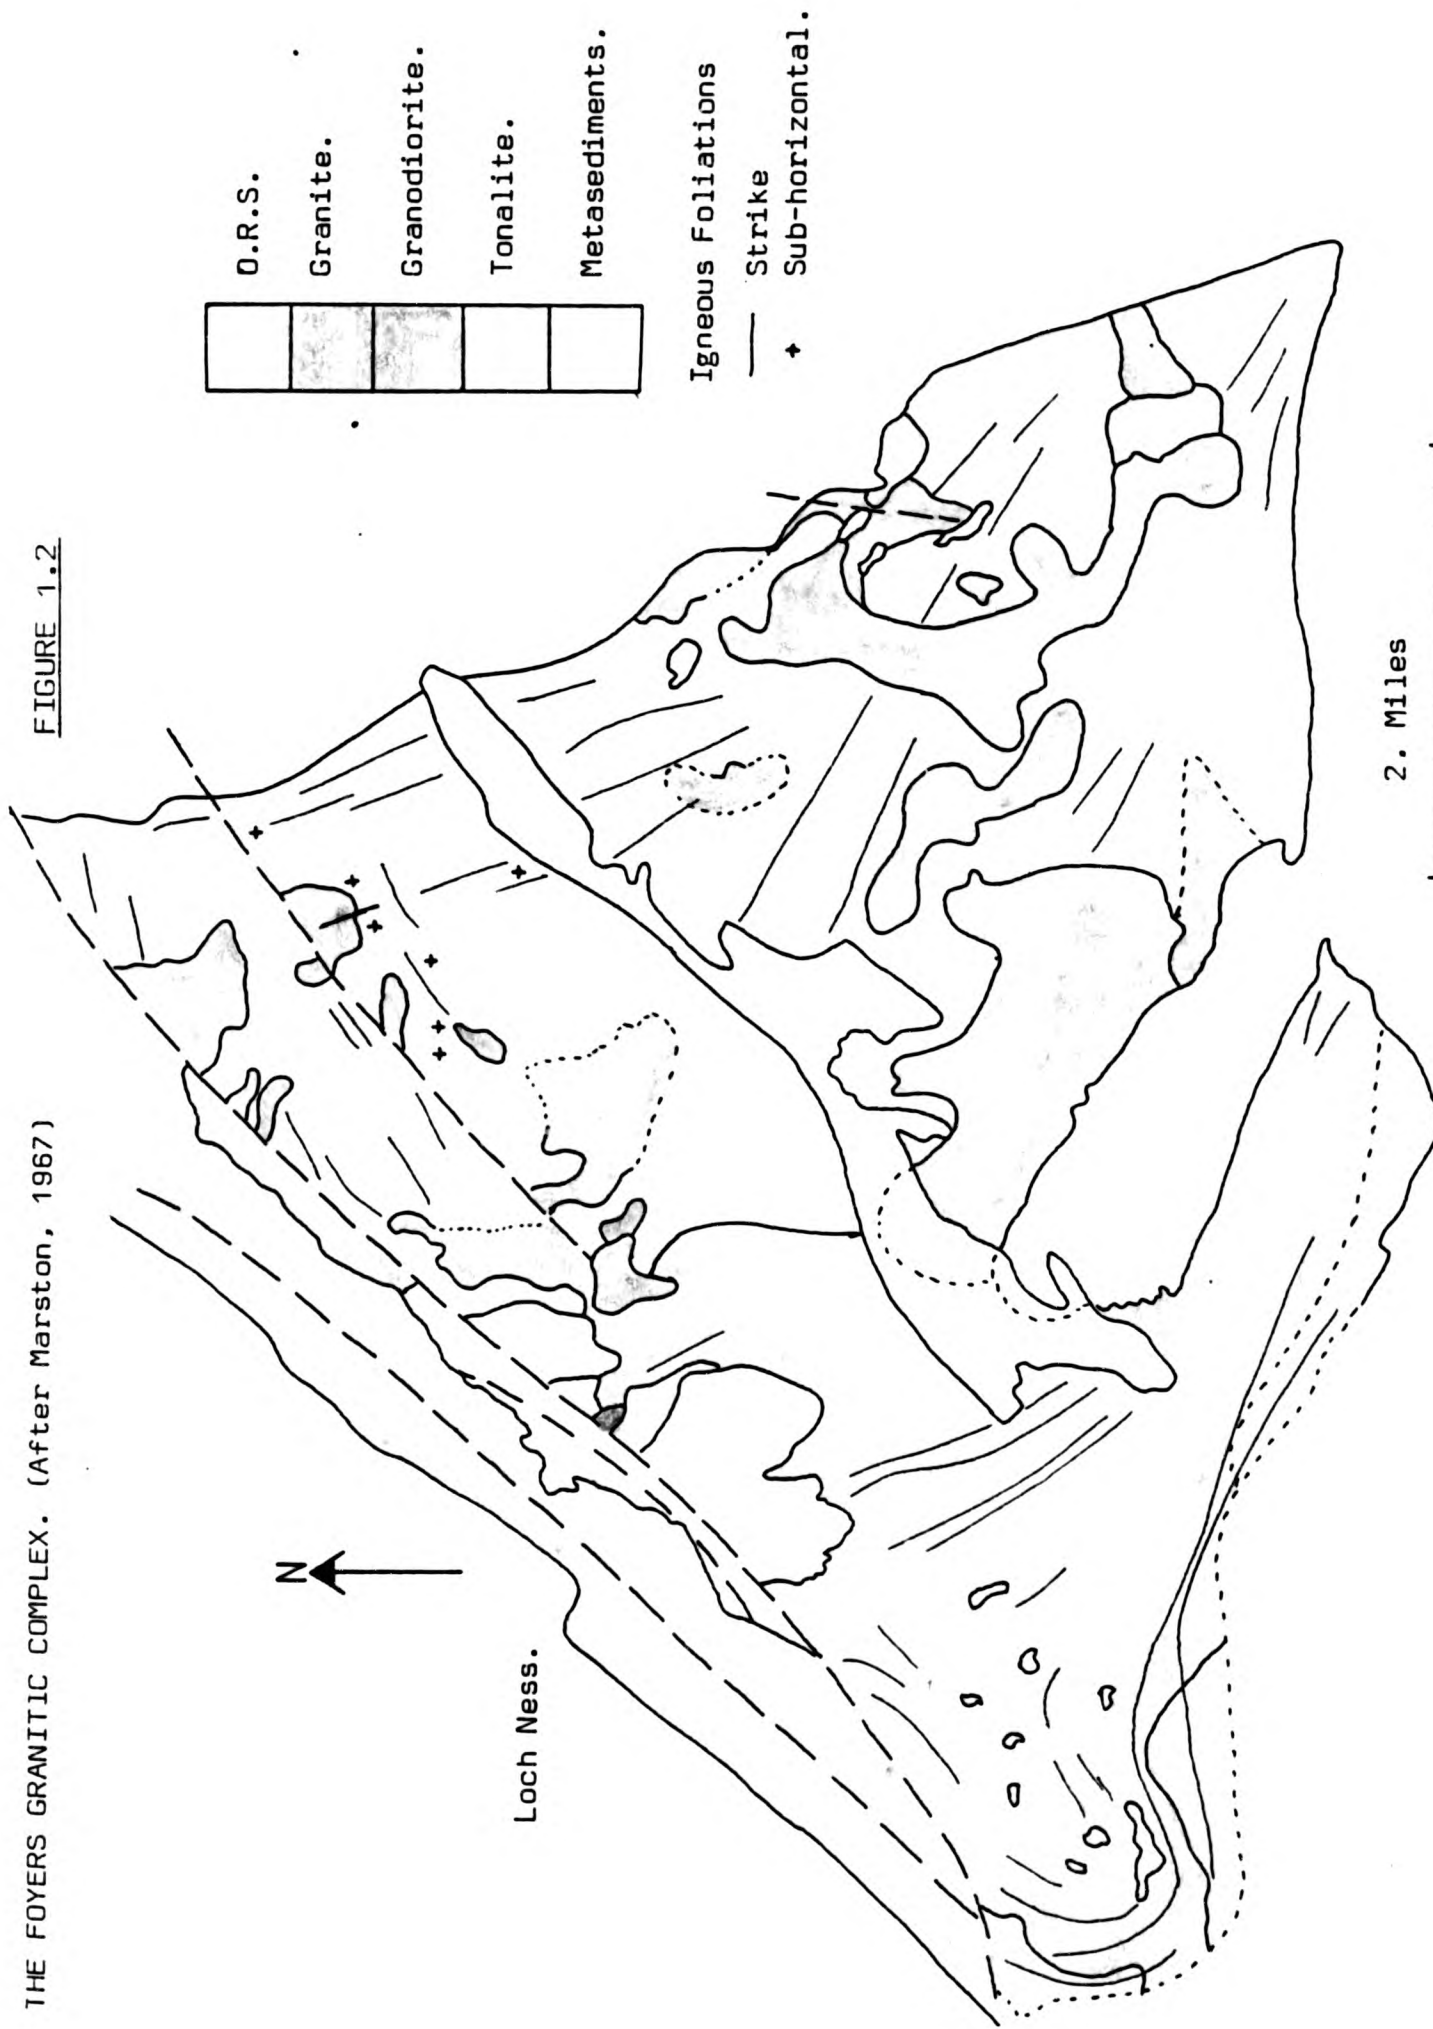 THE FOYERS GRANITIC COMPLEX. (After Marston, 1967)
FIGURE 1.2
O.R.S.
Granite.
Granodiorite.
Tonalite.
Metasediments.
Igneous Foliations
Strike
Sub-horizontal.
N
Loch Ness.
2. Miles